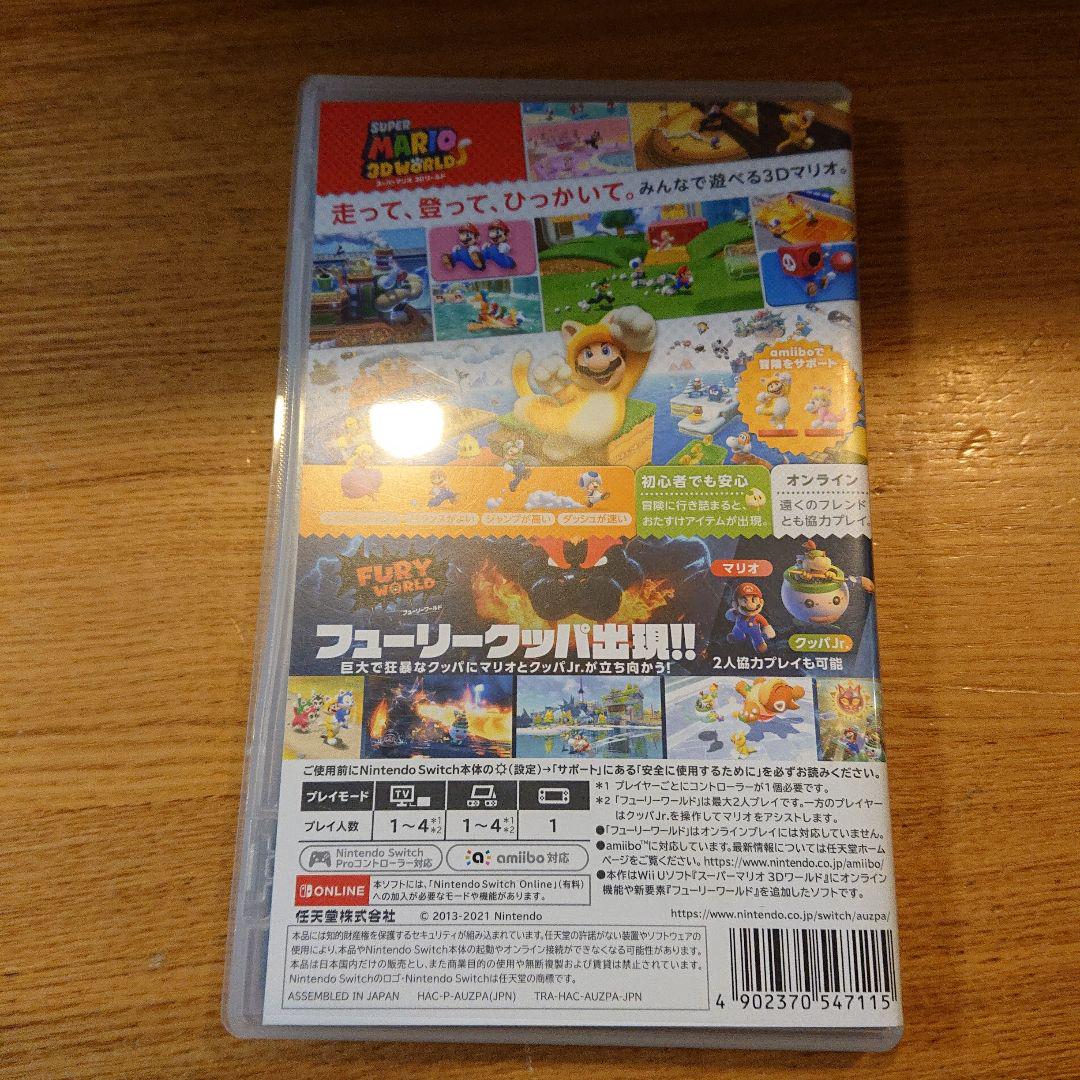 SUPER
MARIO
3D WORLD
スーパーマリオ 3Dワールド
走って、登って、ひっかいて。みんなで遊べる3Dマリオ。
amiiboで
冒険をサポート
ジャンプが高い
ダッシュが速い
初心者でも安心
冒険に行き詰まると、
おたすけアイテムが出現。
オンライン
遠くのフレンド
とも協力プレイ。
FURY
WORLD
フューリーワールド
フューリークッパ出現!!
巨大で狂暴なクッパにマリオとクッパJr.が立ち向かう!
マリオ
クッパJr.
2人協力プレイも可能
ご使用前にNintendo Switch本体の(設定)→「サポート」にある「安全に使用するために」を必ずお読みください。
プレイモード TV
プレイ人数 1～4 *1 *2 1～4 *1 *2 1
Nintendo Switch
Proコントローラー対応
amiibo 対応
ONLINE
本ソフトには、「Nintendo Switch Online」(有料)
への加入が必要なモードや機能があります。
*1 プレイヤーごとにコントローラーが1個必要です。
*2 「フューリーワールド」は最大2人プレイです。一方のプレイヤー
はクッパJr.を操作してマリオをアシストします。
●「フューリーワールド」はオンラインプレイには対応していません。
●amiibo™に対応しています。最新情報については任天堂ホーム
ページをご覧ください。https://www.nintendo.co.jp/amiibo/
●本作はWii Uソフト『スーパーマリオ 3Dワールド』にオンライン
機能や新要素『フューリーワールド』を追加したソフトです。
任天堂株式会社 © 2013-2021 Nintendo
https://www.nintendo.co.jp/switch/auzpa/
本品には知的財産権を保護するセキュリティが組み込まれています。任天堂の許諾がない装置やソフトウェアの
使用により、本品やNintendo Switch本体の起動やオンライン接続ができなくなる可能性があります。
本品は日本国内だけの販売とし、また商業目的の使用や無断複製および賃貸は禁止されています。
Nintendo Switchのロゴ・Nintendo Switchは任天堂の商標です。
ASSEMBLED IN JAPAN HAC-P-AUZPA(JPN) TRA-HAC-AUZPA-JPN
4 902370 547115